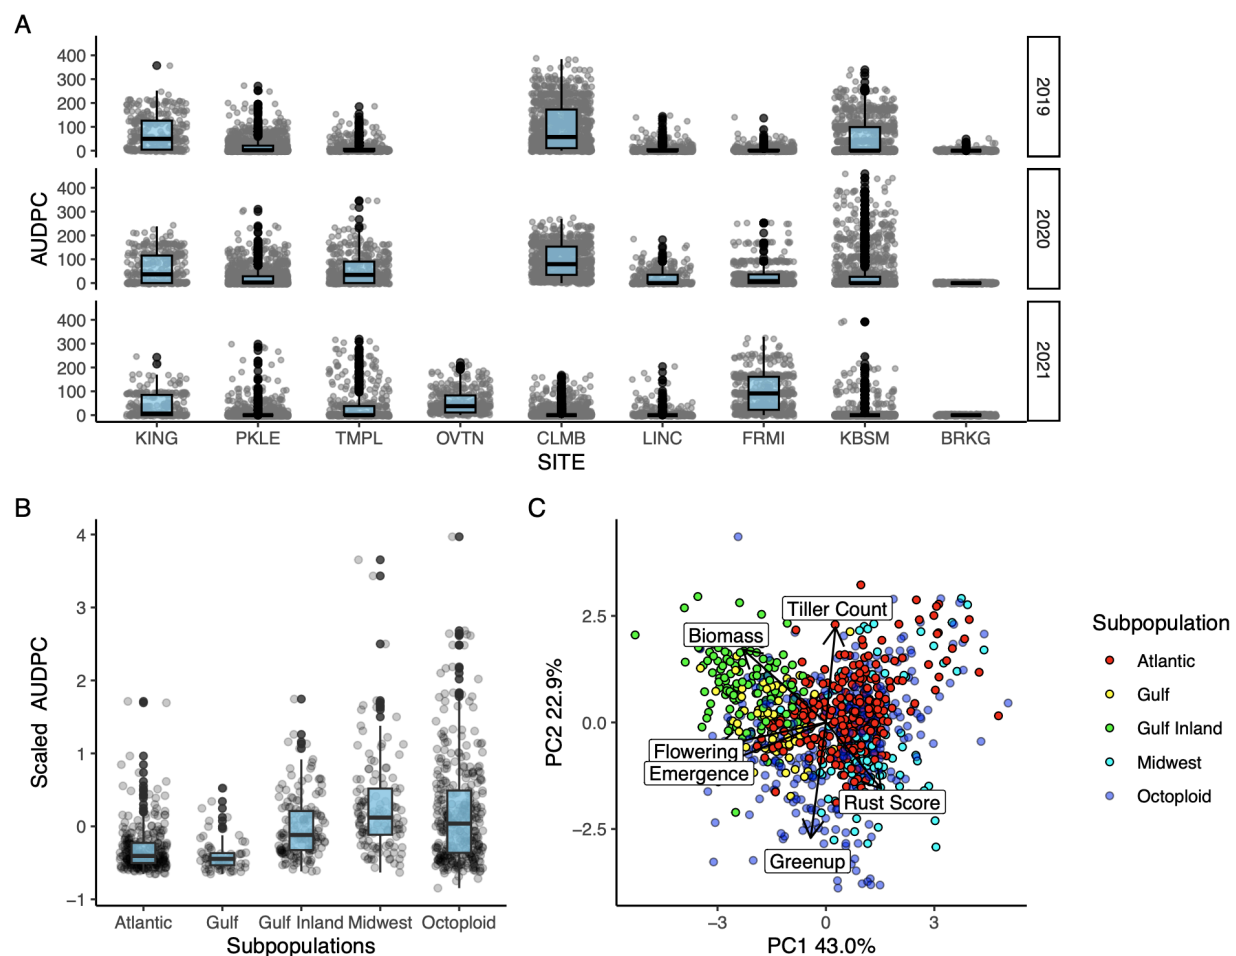 A
400
300
200
100
0
2019
400
300
200
100
0
2020
400
300
200
100
0
2021
AUDPC
KING PKLE TMPL OVTN CLMB LINC FRMI KBSM BRKG
SITE
B
4
3
2
1
0
−1
Scaled AUDPC
Atlantic Gulf Gulf Inland Midwest Octoploid
Subpopulations
C
2.5
0.0
−2.5
PC2 22.9%
Tiller Count
Biomass
Flowering
Emergence
Rust Score
Greenup
−3 0 3
PC1 43.0%
Subpopulation
Atlantic
Gulf
Gulf Inland
Midwest
Octoploid